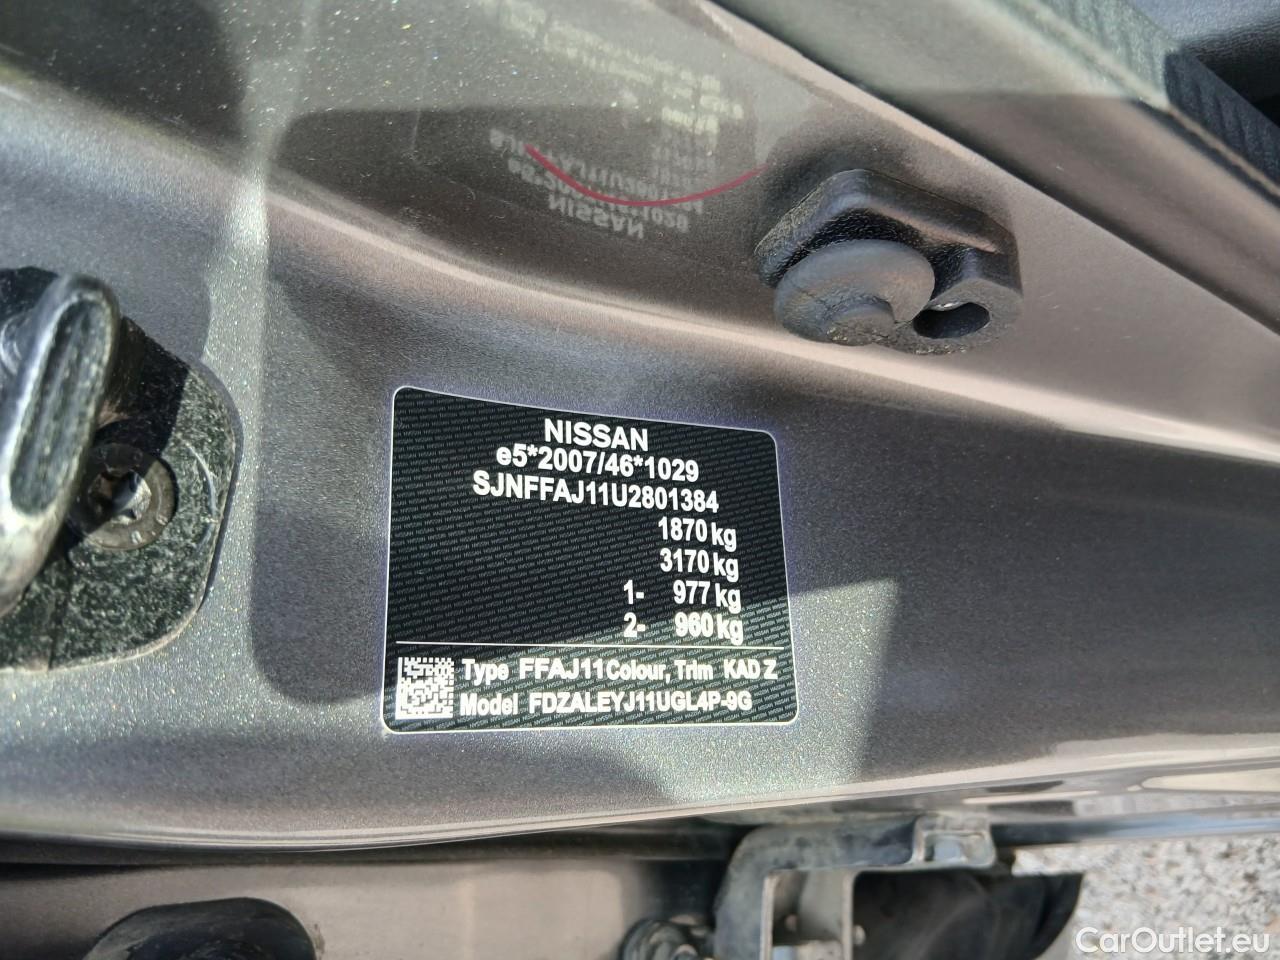 NISSAN
e5*2007/46*1029
SJNFFAJ11U2801384
1870 kg
3170 kg
1- 977 kg
2- 960 kg
Type FFAJ11 Colour, Trim KAD Z
Model FDZALEYJ11UGL4P-9G
CarOutlet.eu